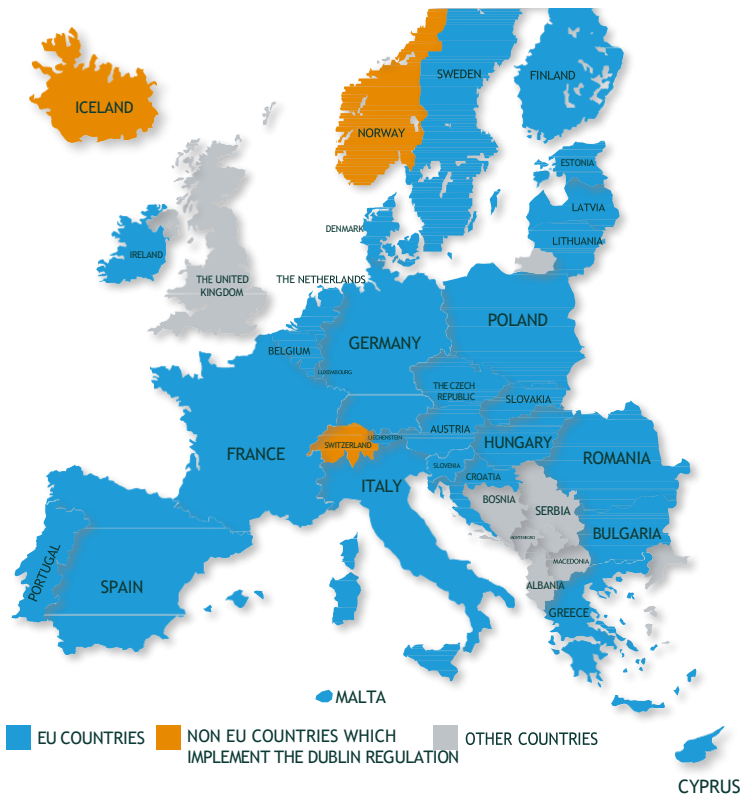 ICELAND
SWEDEN
FINLAND
NORWAY
ESTONIA
LATVIA
DENMARK
LITHUANIA
IRELAND
THE UNITED
KINGDOM
THE NETHERLANDS
POLAND
GERMANY
BELGIUM
LUXEMBOURG
THE CZECH
REPUBLIC
SLOVAKIA
AUSTRIA
LIECHENSTEIN
SWITZERLAND
HUNGARY
FRANCE
ROMANIA
SLOVENIA
CROATIA
ITALY
BOSNIA
SERBIA
BULGARIA
MONTENEGRO
MACEDONIA
PORTUGAL
SPAIN
ALBANIA
GREECE
MALTA
EU COUNTRIES
NON EU COUNTRIES WHICH
IMPLEMENT THE DUBLIN REGULATION
OTHER COUNTRIES
CYPRUS